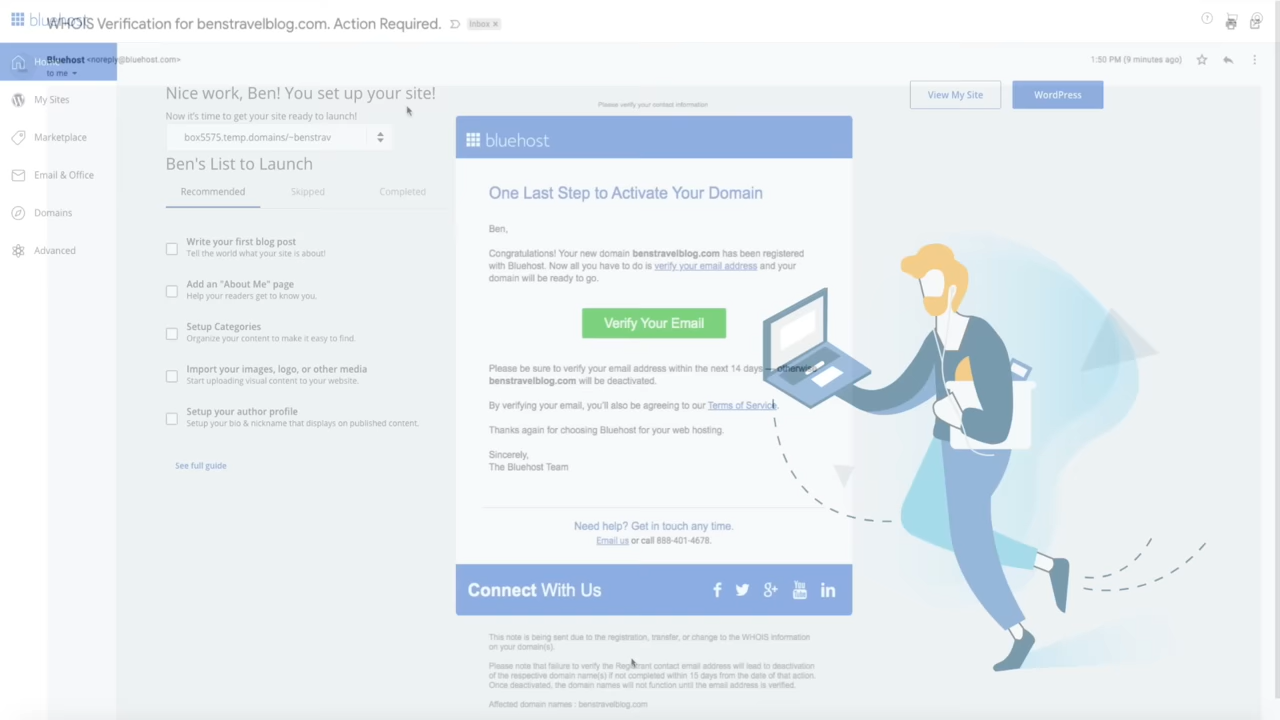 bluehost
WHOIS Verification for benstravelblog.com. Action Required.
Inbox ×
Home
Bluehost <noreply@bluehost.com>
to me
1:50 PM (9 minutes ago)
My Sites
Marketplace
Email & Office
Domains
Advanced
Nice work, Ben! You set up your site!
Now it's time to get your site ready to launch!
box5575.temp.domains/~benstrav
View My Site
WordPress
Ben's List to Launch
Recommended
Skipped
Completed
Write your first blog post
Tell the world what your site is about!
Add an "About Me" page
Help your readers get to know you.
Setup Categories
Organize your content to make it easy to find.
Import your images, logo, or other media
Start uploading visual content to your website.
Setup your author profile
Setup your bio & nickname that displays on published content.
See full guide
Please verify your contact information
bluehost
One Last Step to Activate Your Domain
Ben,
Congratulations! Your new domain benstravelblog.com has been registered
with Bluehost. Now all you have to do is verify your email address and your
domain will be ready to go.
Verify Your Email
Please be sure to verify your email address within the next 14 days — otherwise
benstravelblog.com will be deactivated.
By verifying your email, you'll also be agreeing to our Terms of Service.
Thanks again for choosing Bluehost for your web hosting.
Sincerely,
The Bluehost Team
Need help? Get in touch any time.
Email us or call 888-401-4678.
Connect With Us
You
Tube
This note is being sent due to the registration, transfer, or change to the WHOIS information
on your domain(s).
Please note that failure to verify the Registrant contact email address will lead to deactivation
of the respective domain name(s) if not completed within 15 days from the date of that action.
Once deactivated, the domain names will not function until the email address is verified.
Affected domain names : benstravelblog.com